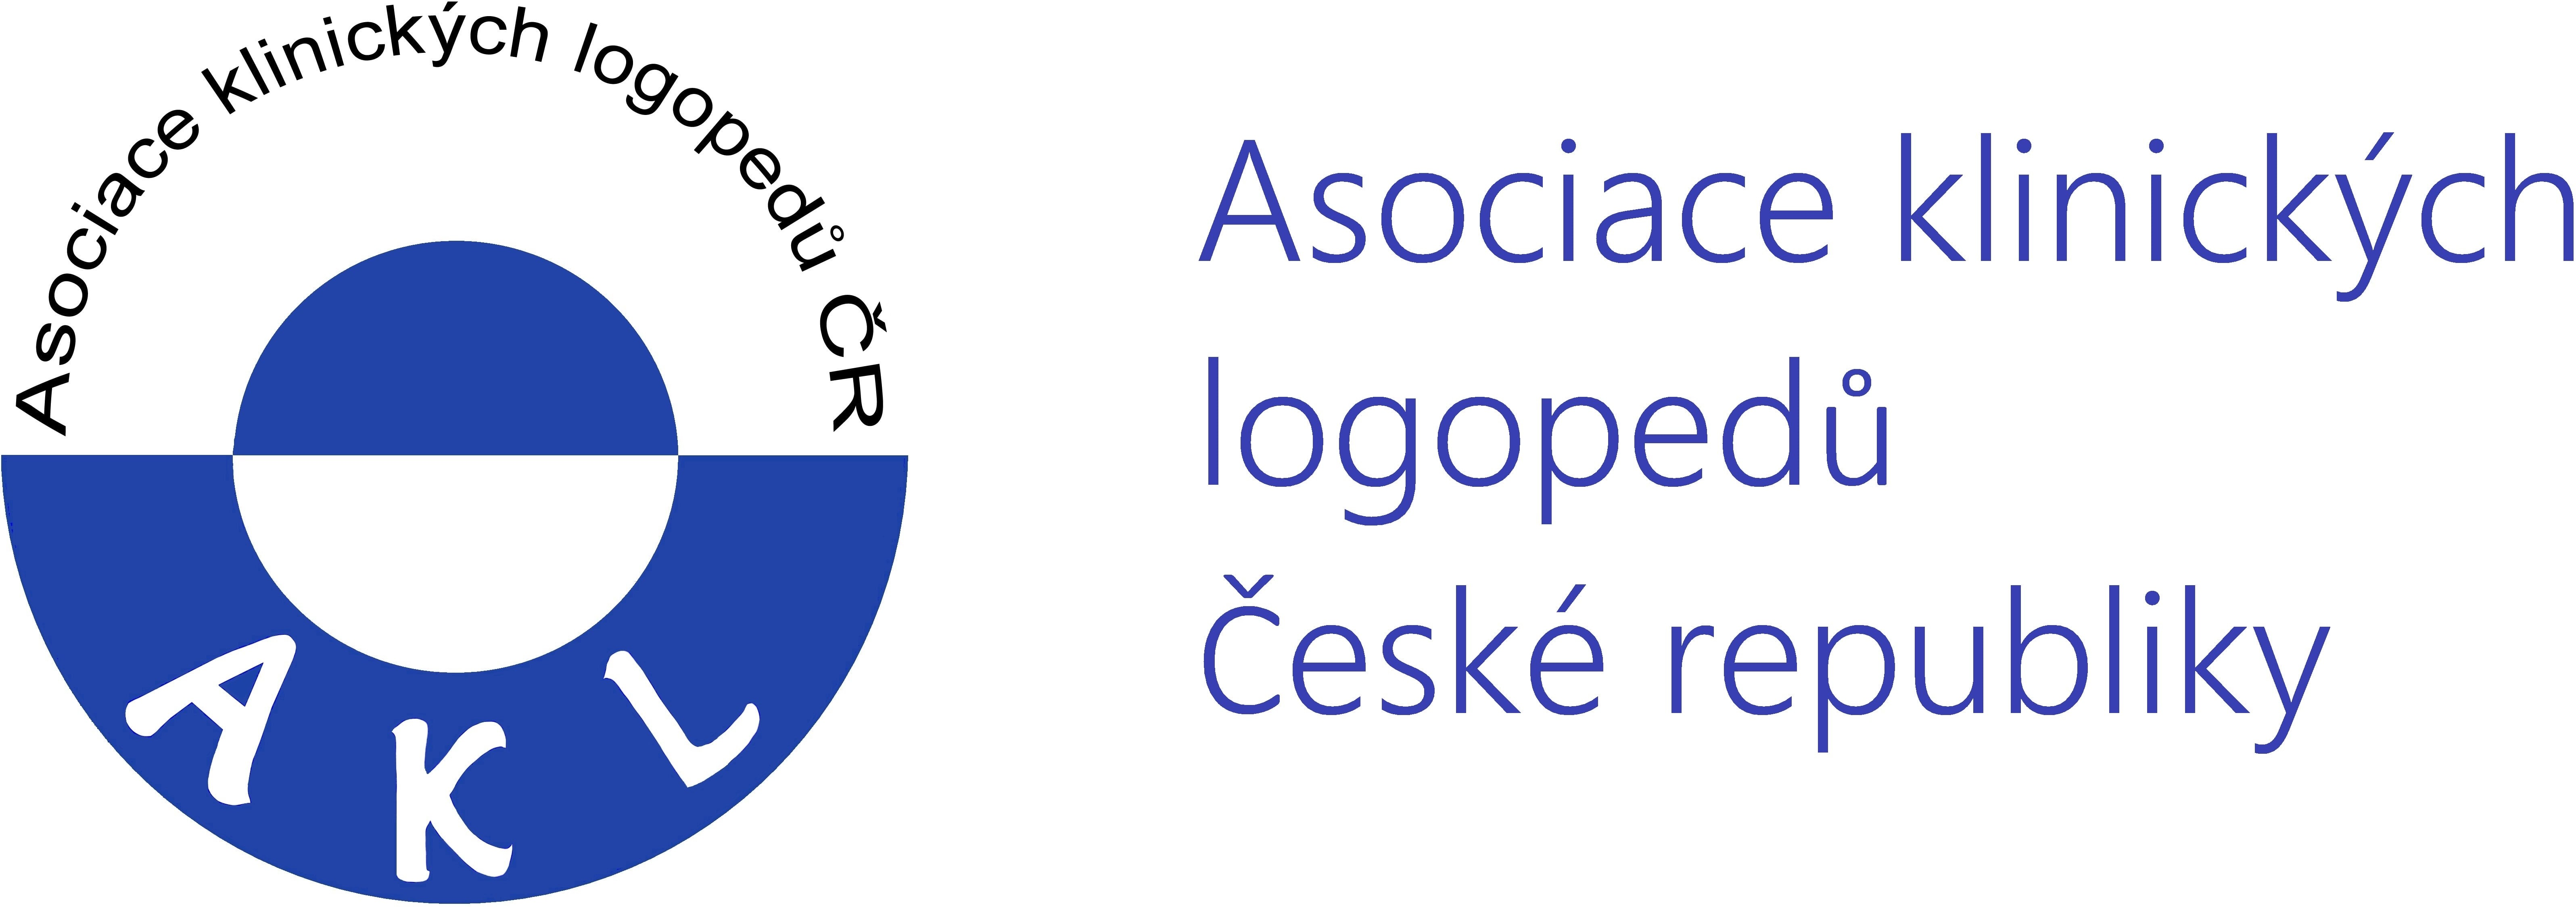 Asociace klinických logopedů ČR
AKL
Asociace klinických
logopedů
České republiky